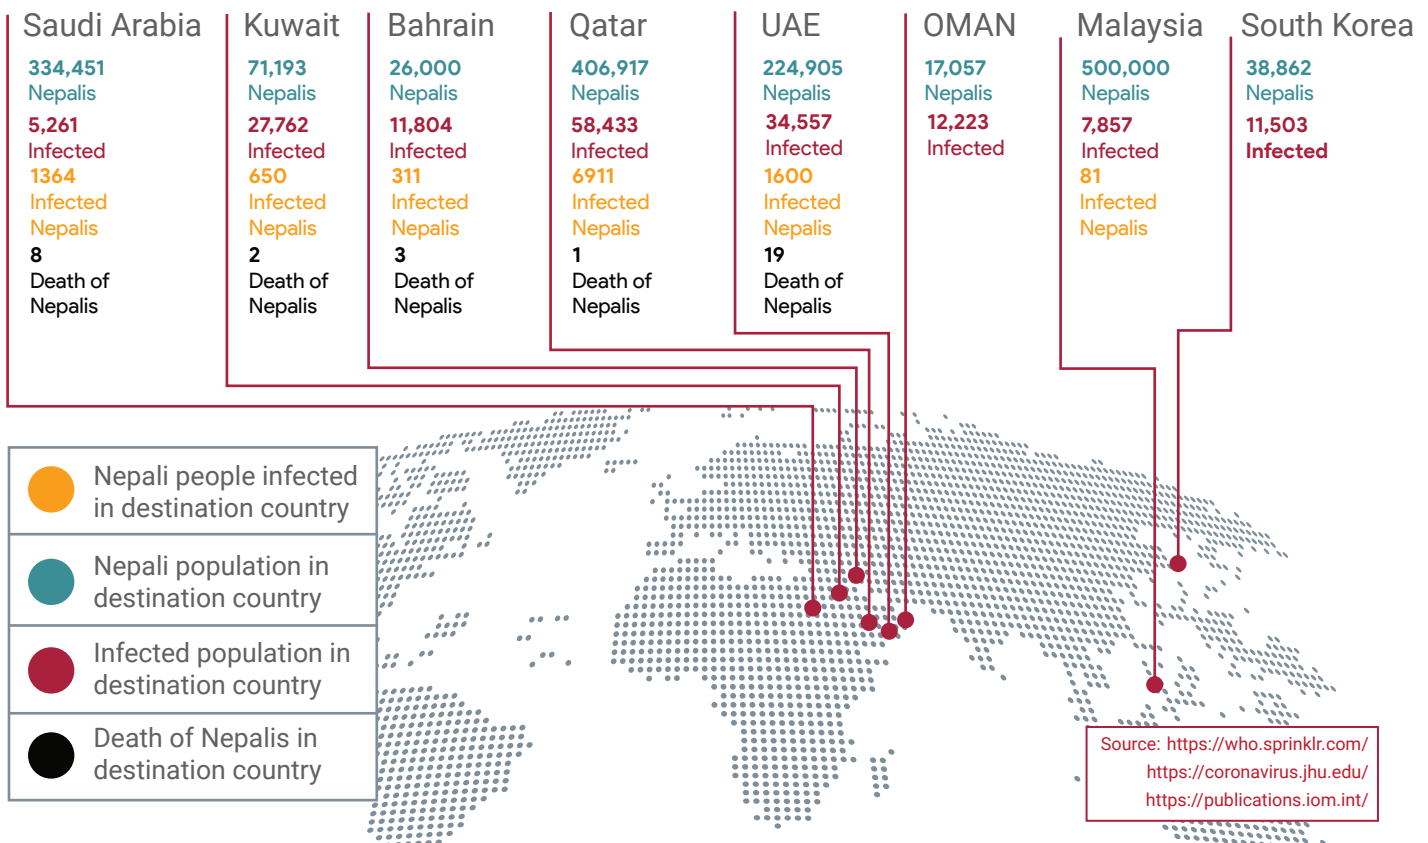 Saudi Arabia
334,451
Nepalis
5,261
Infected
1364
Infected
Nepalis
8
Death of
Nepalis
Kuwait
71,193
Nepalis
27,762
Infected
650
Infected
Nepalis
2
Death of
Nepalis
Bahrain
26,000
Nepalis
11,804
Infected
311
Infected
Nepalis
3
Death of
Nepalis
Qatar
406,917
Nepalis
58,433
Infected
6911
Infected
Nepalis
1
Death of
Nepalis
UAE
224,905
Nepalis
34,557
Infected
1600
Infected
Nepalis
19
Death of
Nepalis
OMAN
17,057
Nepalis
12,223
Infected
Malaysia
500,000
Nepalis
7,857
Infected
81
Infected
Nepalis
South Korea
38,862
Nepalis
11,503
Infected
Nepali people infected
in destination country
Nepali population in
destination country
Infected population in
destination country
Death of Nepalis in
destination country
Source: https://who.sprinklr.com/
https://coronavirus.jhu.edu/
https://publications.iom.int/